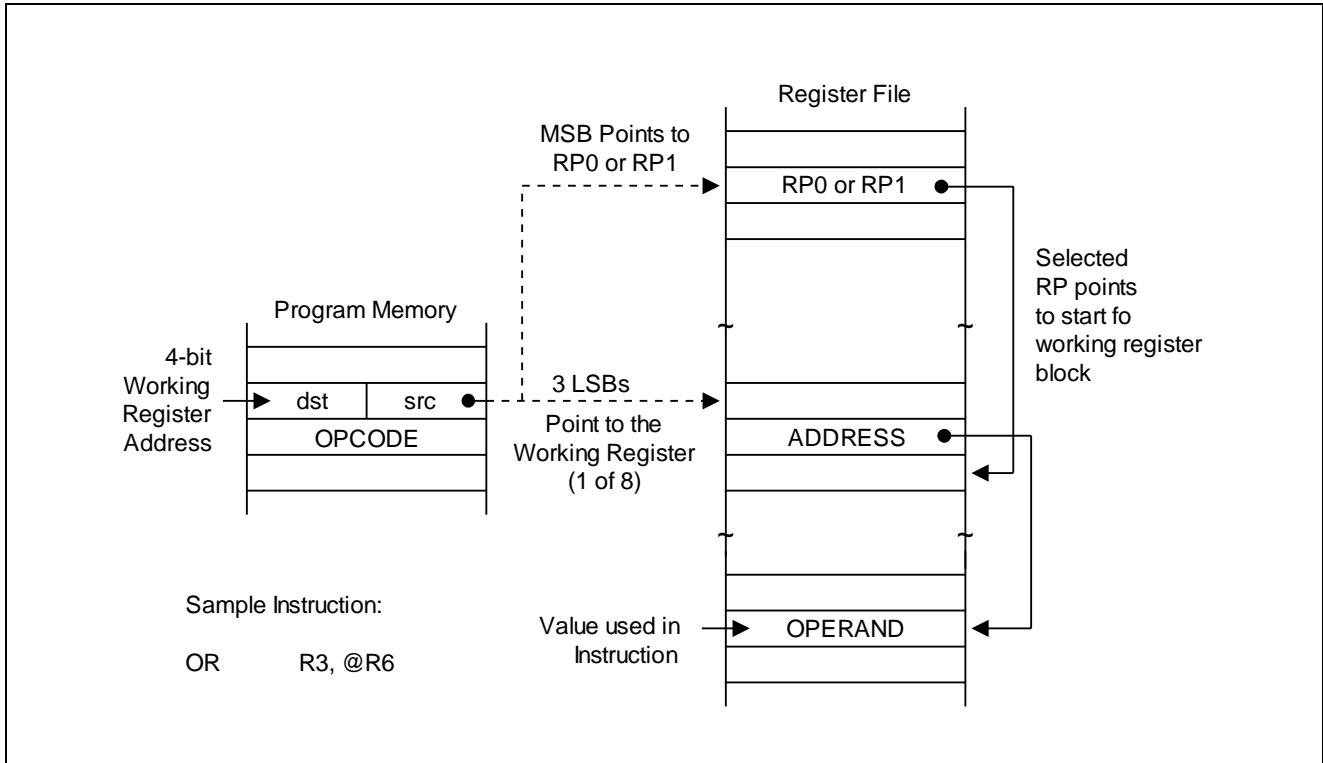 Register File
MSB Points to
RP0 or RP1
RP0 or RP1
Selected
RP points
to start fo
working register
block
Program Memory
4-bit
Working
Register
Address
dst src
OPCODE
3 LSBs
Point to the
Working Register
(1 of 8)
ADDRESS
~ ~
~ ~
Sample Instruction:
OR R3, @R6
Value used in
Instruction
OPERAND